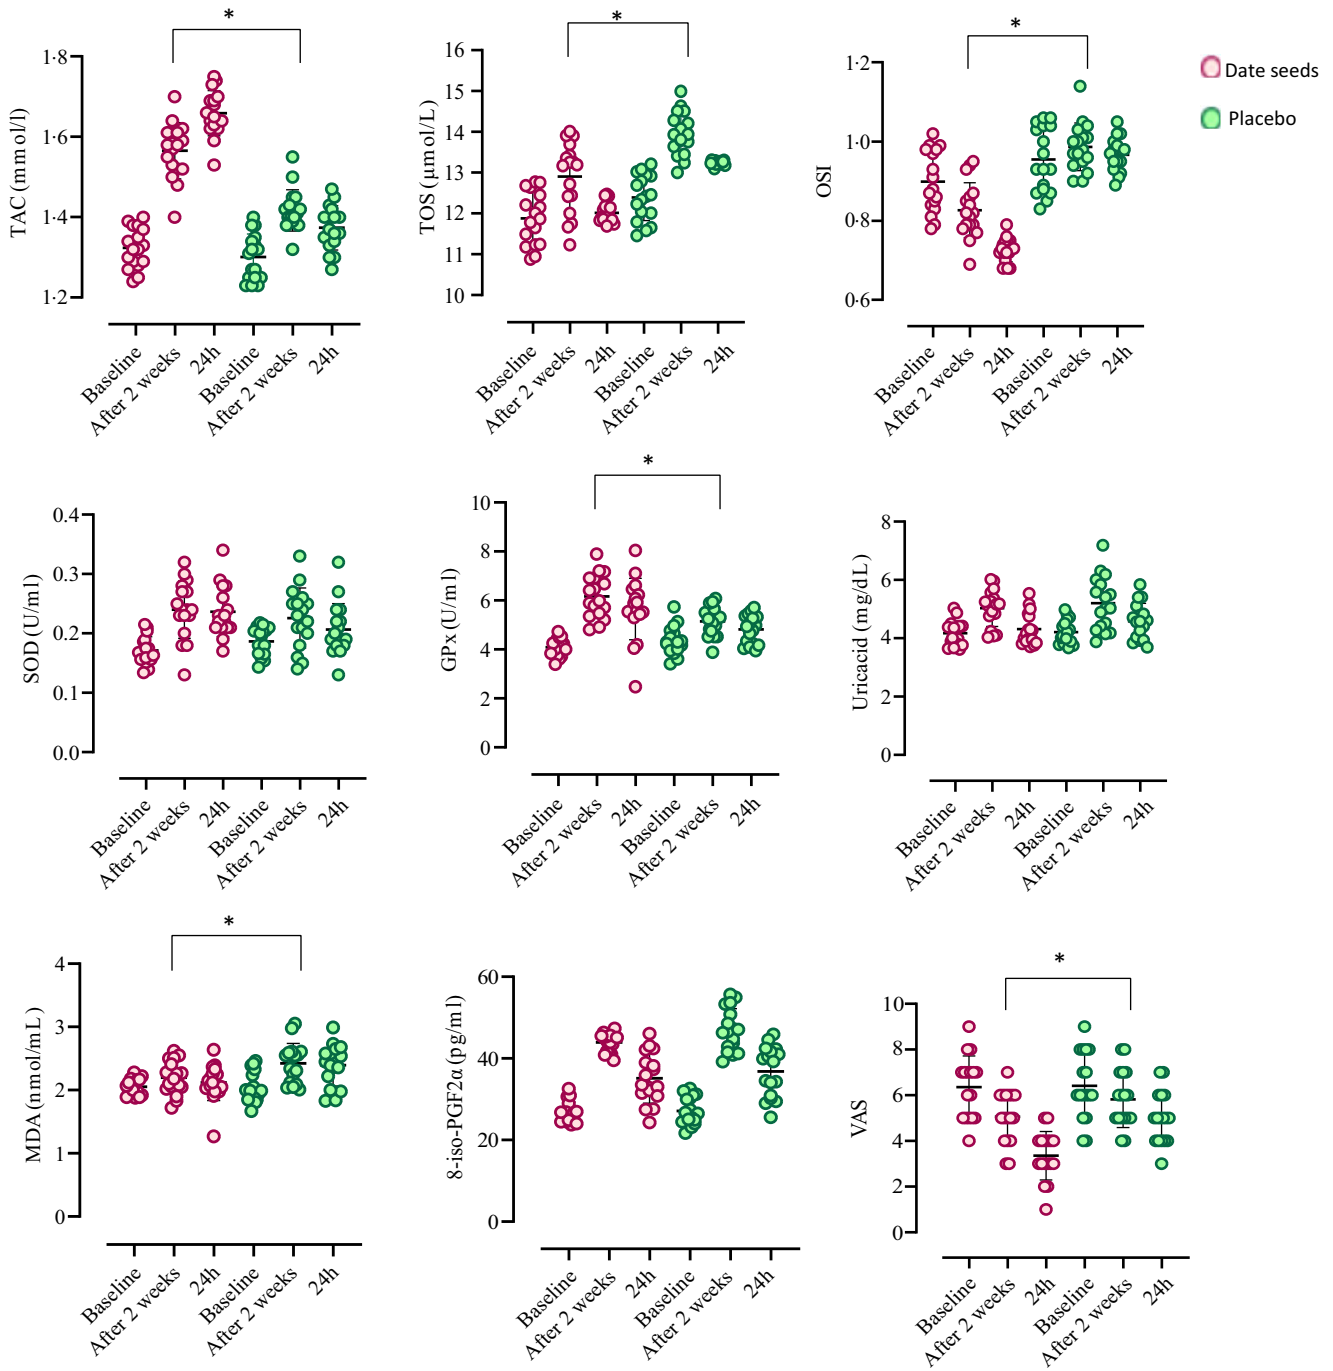 *
TAC (mmol/l)
1·8
1·6
1·4
1·2
Baseline
After 2 weeks
24h
Baseline
After 2 weeks
24h
*
TOS (µmol/L)
16
15
14
13
12
11
10
Baseline
After 2 weeks
24h
Baseline
After 2 weeks
24h
*
OSI
1·2
1·0
0·8
0·6
Baseline
After 2 weeks
24h
Baseline
After 2 weeks
24h
Date seeds
Placebo
SOD (U/ml)
0.4
0.3
0.2
0.1
0.0
Baseline
After 2 weeks
24h
Baseline
After 2 weeks
24h
*
GPx (U/ml)
10
8
6
4
2
0
Baseline
After 2 weeks
24h
Baseline
After 2 weeks
24h
Uricacid (mg/dL)
8
6
4
2
0
Baseline
After 2 weeks
24h
Baseline
After 2 weeks
24h
*
MDA (nmol/mL)
4
3
2
1
0
Baseline
After 2 weeks
24h
Baseline
After 2 weeks
24h
8-iso-PGF2α (pg/ml)
60
40
20
0
Baseline
After 2 weeks
24h
Baseline
After 2 weeks
24h
*
VAS
10
8
6
4
2
0
Baseline
After 2 weeks
24h
Baseline
After 2 weeks
24h